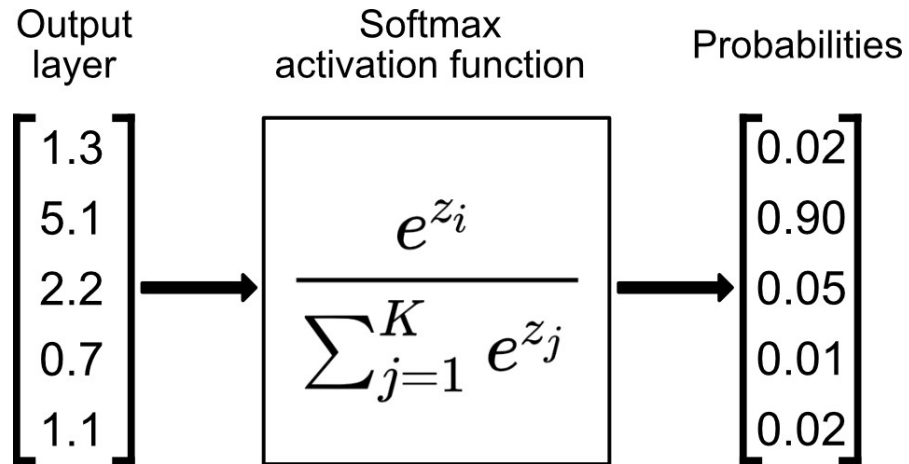 Output
layer
Softmax
activation function
Probabilities
1.3
5.1
2.2
0.7
1.1
e^{z_i}
∑_{j=1}^{K} e^{z_j}
0.02
0.90
0.05
0.01
0.02